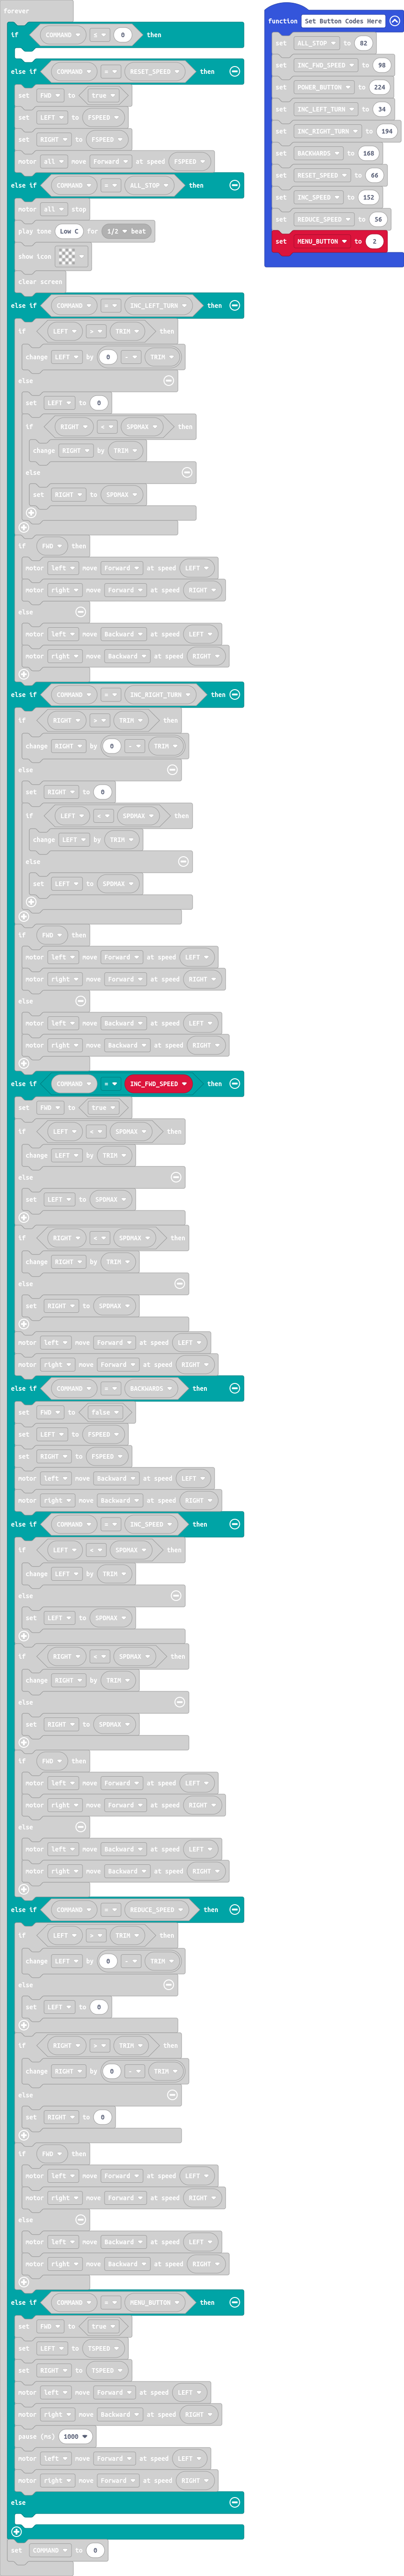 forever
if COMMAND ≤ 0 then
else if COMMAND = RESET_SPEED then
set FWD to true
set LEFT to FSPEED
set RIGHT to FSPEED
motor all move Forward at speed FSPEED
else if COMMAND = ALL_STOP then
motor all stop
play tone Low C for 1/2 beat
show icon
clear screen
else if COMMAND = INC_LEFT_TURN then
if LEFT > TRIM then
change LEFT by 0 - TRIM
else
set LEFT to 0
if RIGHT < SPDMAX then
change RIGHT by TRIM
else
set RIGHT to SPDMAX
if FWD then
motor left move Forward at speed LEFT
motor right move Forward at speed RIGHT
else
motor left move Backward at speed LEFT
motor right move Backward at speed RIGHT
else if COMMAND = INC_RIGHT_TURN then
if RIGHT > TRIM then
change RIGHT by 0 - TRIM
else
set RIGHT to 0
if LEFT < SPDMAX then
change LEFT by TRIM
else
set LEFT to SPDMAX
if FWD then
motor left move Forward at speed LEFT
motor right move Forward at speed RIGHT
else
motor left move Backward at speed LEFT
motor right move Backward at speed RIGHT
else if COMMAND = INC_FWD_SPEED then
set FWD to true
if LEFT < SPDMAX then
change LEFT by TRIM
else
set LEFT to SPDMAX
if RIGHT < SPDMAX then
change RIGHT by TRIM
else
set RIGHT to SPDMAX
motor left move Forward at speed LEFT
motor right move Forward at speed RIGHT
else if COMMAND = BACKWARDS then
set FWD to false
set LEFT to FSPEED
set RIGHT to FSPEED
motor left move Backward at speed LEFT
motor right move Backward at speed RIGHT
else if COMMAND = INC_SPEED then
if LEFT < SPDMAX then
change LEFT by TRIM
else
set LEFT to SPDMAX
if RIGHT < SPDMAX then
change RIGHT by TRIM
else
set RIGHT to SPDMAX
if FWD then
motor left move Forward at speed LEFT
motor right move Forward at speed RIGHT
else
motor left move Backward at speed LEFT
motor right move Backward at speed RIGHT
else if COMMAND = REDUCE_SPEED then
if LEFT > TRIM then
change LEFT by 0 - TRIM
else
set LEFT to 0
if RIGHT > TRIM then
change RIGHT by 0 - TRIM
else
set RIGHT to 0
if FWD then
motor left move Forward at speed LEFT
motor right move Forward at speed RIGHT
else
motor left move Backward at speed LEFT
motor right move Backward at speed RIGHT
else if COMMAND = MENU_BUTTON then
set FWD to true
set LEFT to TSPEED
set RIGHT to TSPEED
motor left move Forward at speed LEFT
motor right move Backward at speed RIGHT
pause (ms) 1000
motor left move Forward at speed LEFT
motor right move Forward at speed RIGHT
else
set COMMAND to 0
function Set Button Codes Here
set ALL_STOP to 82
set INC_FWD_SPEED to 98
set POWER_BUTTON to 224
set INC_LEFT_TURN to 34
set INC_RIGHT_TURN to 194
set BACKWARDS to 168
set RESET_SPEED to 66
set INC_SPEED to 152
set REDUCE_SPEED to 56
set MENU_BUTTON to 2